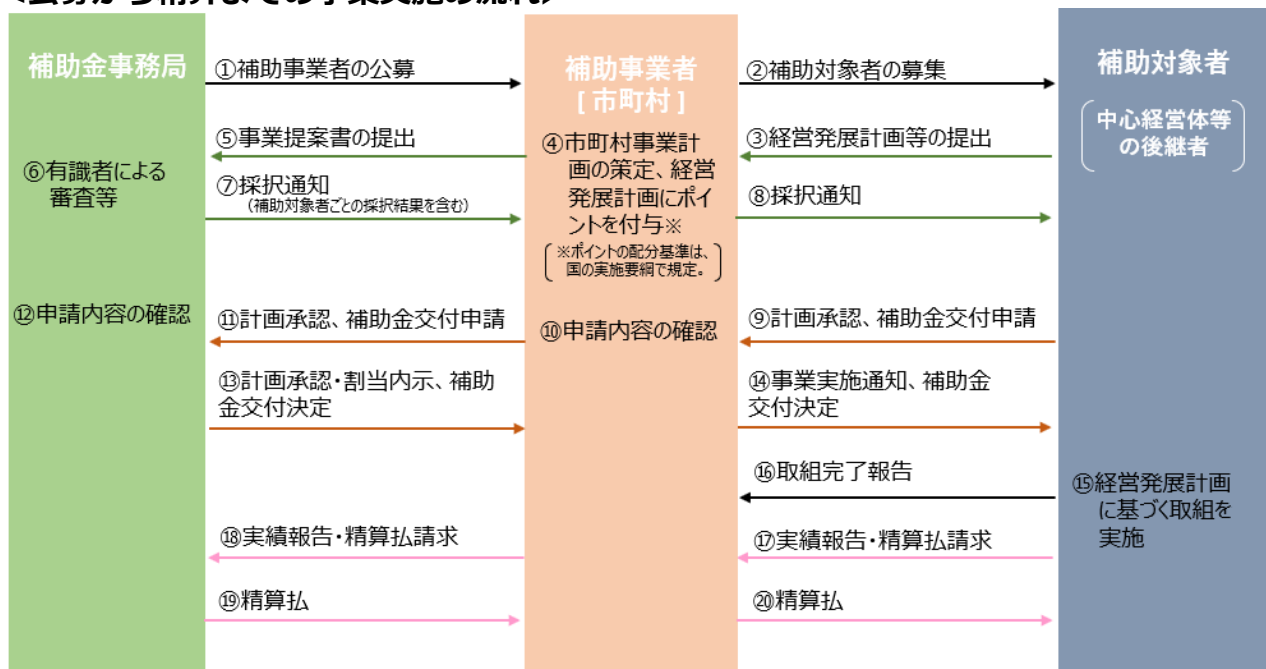 補助金事務局
①補助事業者の公募
補助事業者
[ 市町村 ]
②補助対象者の募集
補助対象者
中心経営体等
の後継者
⑤事業提案書の提出
④市町村事業計
画の策定、経営
発展計画にポイ
ントを付与※
※ポイントの配分基準は、
国の実施要綱で規定。
③経営発展計画等の提出
⑥有識者による
審査等
⑦採択通知
(補助対象者ごとの採択結果を含む)
⑧採択通知
⑫申請内容の確認
⑪計画承認、補助金交付申請
⑩申請内容の確認
⑨計画承認、補助金交付申請
⑬計画承認・割当内示、補助
金交付決定
⑭事業実施通知、補助金
交付決定
⑯取組完了報告
⑮経営発展計画
に基づく取組を
実施
⑱実績報告・精算払請求
⑰実績報告・精算払請求
⑲精算払
⑳精算払